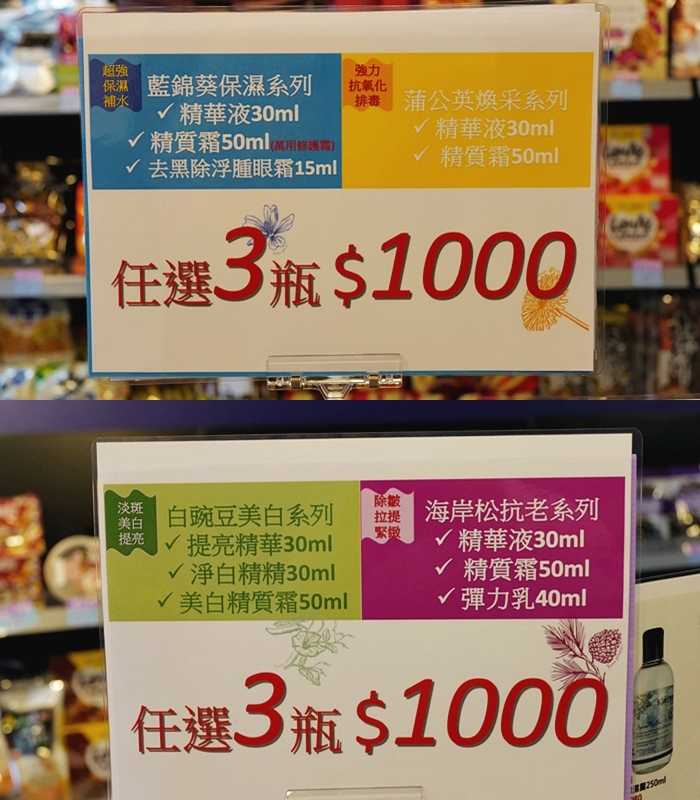 超強
保濕
補水
藍錦葵保濕系列
✓ 精華液30ml
✓ 精質霜50ml(萬用修護霜)
✓ 去黑除浮腫眼霜15ml
強力
抗氧化
排毒
蒲公英煥采系列
✓ 精華液30ml
✓ 精質霜50ml
任選3瓶 $1000
淡斑
美白
提亮
白豌豆美白系列
✓ 提亮精華30ml
✓ 淨白精精30ml
✓ 美白精質霜50ml
除皺
拉提
緊緻
海岸松抗老系列
✓ 精華液30ml
✓ 精質霜50ml
✓ 彈力乳40ml
任選3瓶 $1000
露250ml